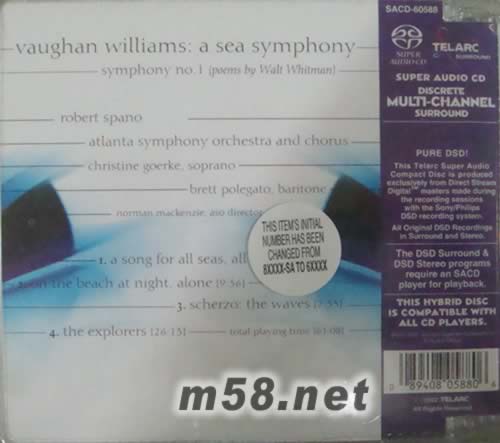 vaughan williams: a sea symphony
symphony no. 1 (poems by Walt Whitman)
robert spano
atlanta symphony orchestra and chorus
christine goerke, soprano
brett polegato, baritone
norman mackenzie, aso director
1. a song for all seas, all
2. on the beach at night, alone [9:56]
3. scherzo: the waves
4. the explorers [26:15]
total playing time [61:08]
THIS ITEM'S INITIAL
NUMBER HAS BEEN
CHANGED FROM
8XXXX-SA TO 6XXXX
SACD-60588
SUPER AUDIO CD
TELARC
SURROUND
SUPER AUDIO CD
DISCRETE
MULTI-CHANNEL
SURROUND
PURE DSD!
This Telarc Super Audio
Compact Disc is produced
exclusively from Direct Stream
Digital™ masters made during
the recording sessions
with the Sony/Philips
DSD recording system.
All Original DSD Recordings
in Surround and Stereo.
The DSD Surround &
DSD Stereo programs
require an SACD
player for playback.
THIS HYBRID DISC
IS COMPATIBLE WITH
ALL CD PLAYERS.
0 89408 05880 4
TELARC
All Rights Reserved.
m58.net